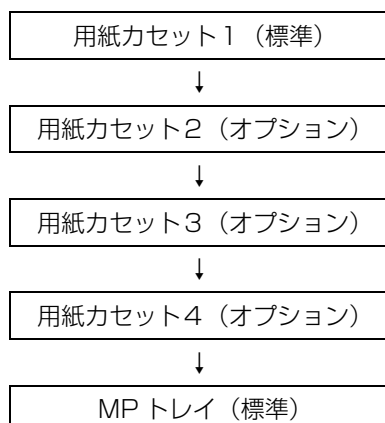 用紙カセット1（標準）
↓
用紙カセット2（オプション）
↓
用紙カセット3（オプション）
↓
用紙カセット4（オプション）
↓
MP トレイ（標準）